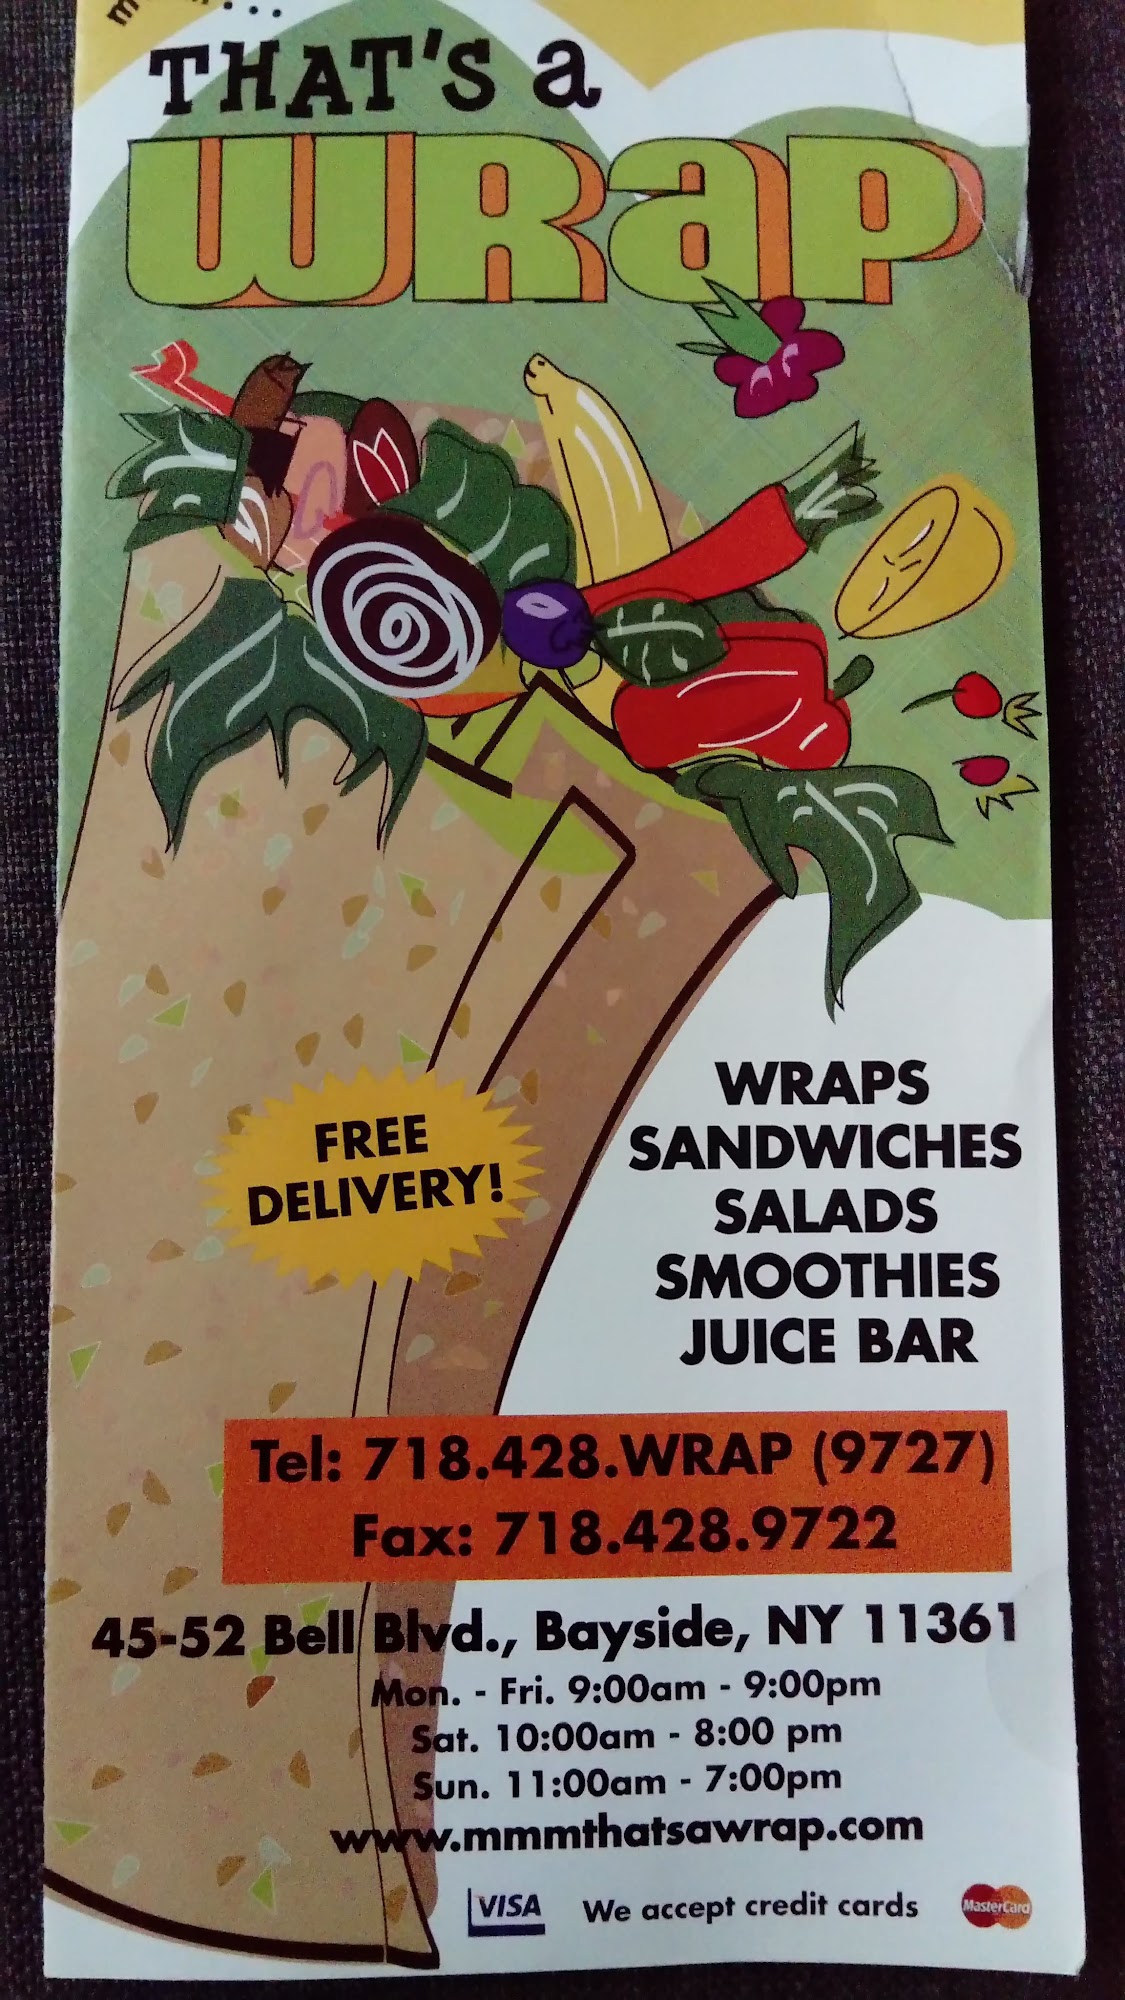 THAT'S a
WRaP
FREE
DELIVERY!
WRAPS
SANDWICHES
SALADS
SMOOTHIES
JUICE BAR
Tel: 718.428.WRAP (9727)
Fax: 718.428.9722
45-52 Bell Blvd., Bayside, NY 11361
Mon. - Fri. 9:00am - 9:00pm
Sat. 10:00am - 8:00 pm
Sun. 11:00am - 7:00pm
www.mmmthatsawrap.com
VISA We accept credit cards MasterCard